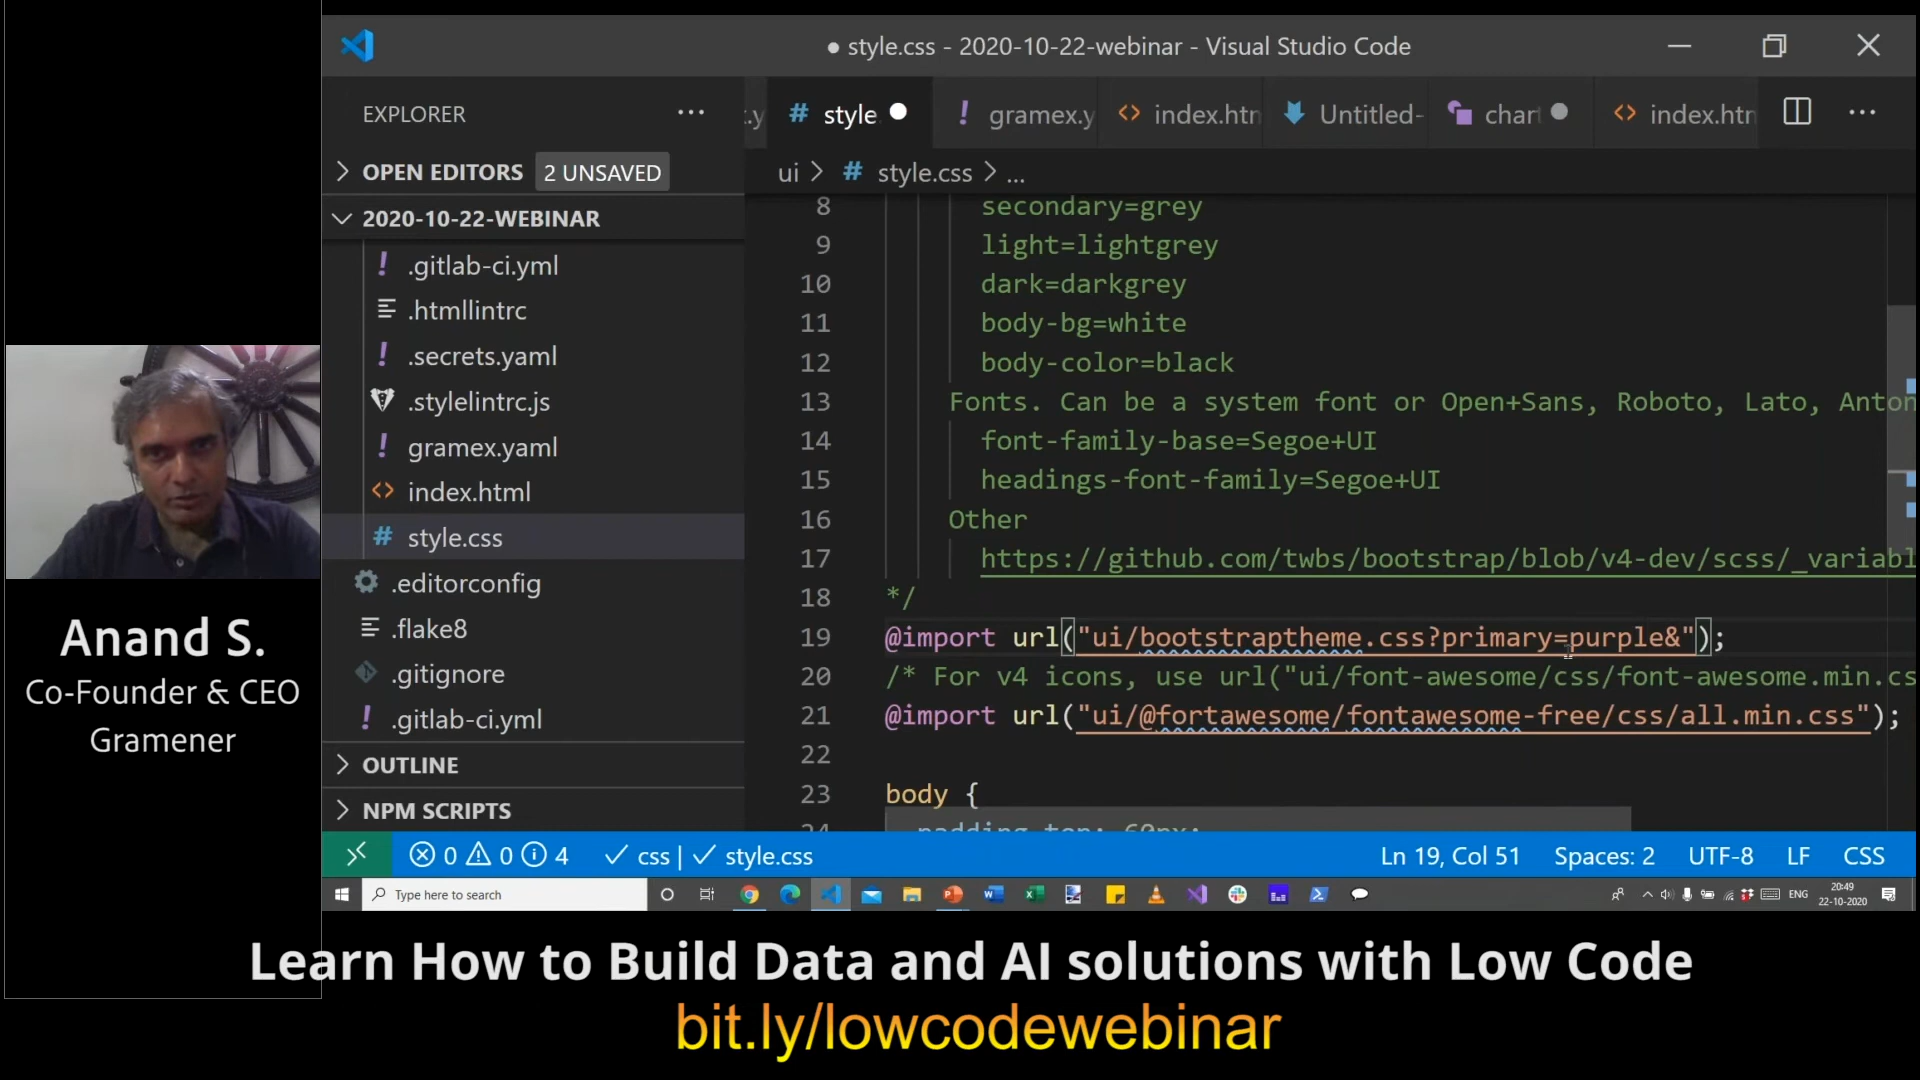 ● style.css - 2020-10-22-webinar - Visual Studio Code
EXPLORER
OPEN EDITORS 2 UNSAVED
2020-10-22-WEBINAR
.gitlab-ci.yml
.htmllintrc
.secrets.yaml
.stylelintrc.js
gramex.yaml
index.html
style.css
.editorconfig
.flake8
.gitignore
.gitlab-ci.yml
OUTLINE
NPM SCRIPTS
.y # style ● ! gramex.y <> index.htm Untitled- char ● <> index.htm
ui > # style.css > ...
8 secondary=grey
9 light=lightgrey
10 dark=darkgrey
11 body-bg=white
12 body-color=black
13 Fonts. Can be a system font or Open+Sans, Roboto, Lato, Anton
14 font-family-base=Segoe+UI
15 headings-font-family=Segoe+UI
16 Other
17 https://github.com/twbs/bootstrap/blob/v4-dev/scss/_variabl
18 */
19 @import url("ui/bootstraptheme.css?primary=purple&");
20 /* For v4 icons, use url("ui/font-awesome/css/font-awesome.min.cs
21 @import url("ui/@fortawesome/fontawesome-free/css/all.min.css");
22
23 body {
24 padding-top: 60px;
0 0 4 ✓ css | ✓ style.css Ln 19, Col 51 Spaces: 2 UTF-8 LF CSS
Type here to search ENG 20:49
22-10-2020
Anand S.
Co-Founder & CEO
Gramener
Learn How to Build Data and AI solutions with Low Code
bit.ly/lowcodewebinar